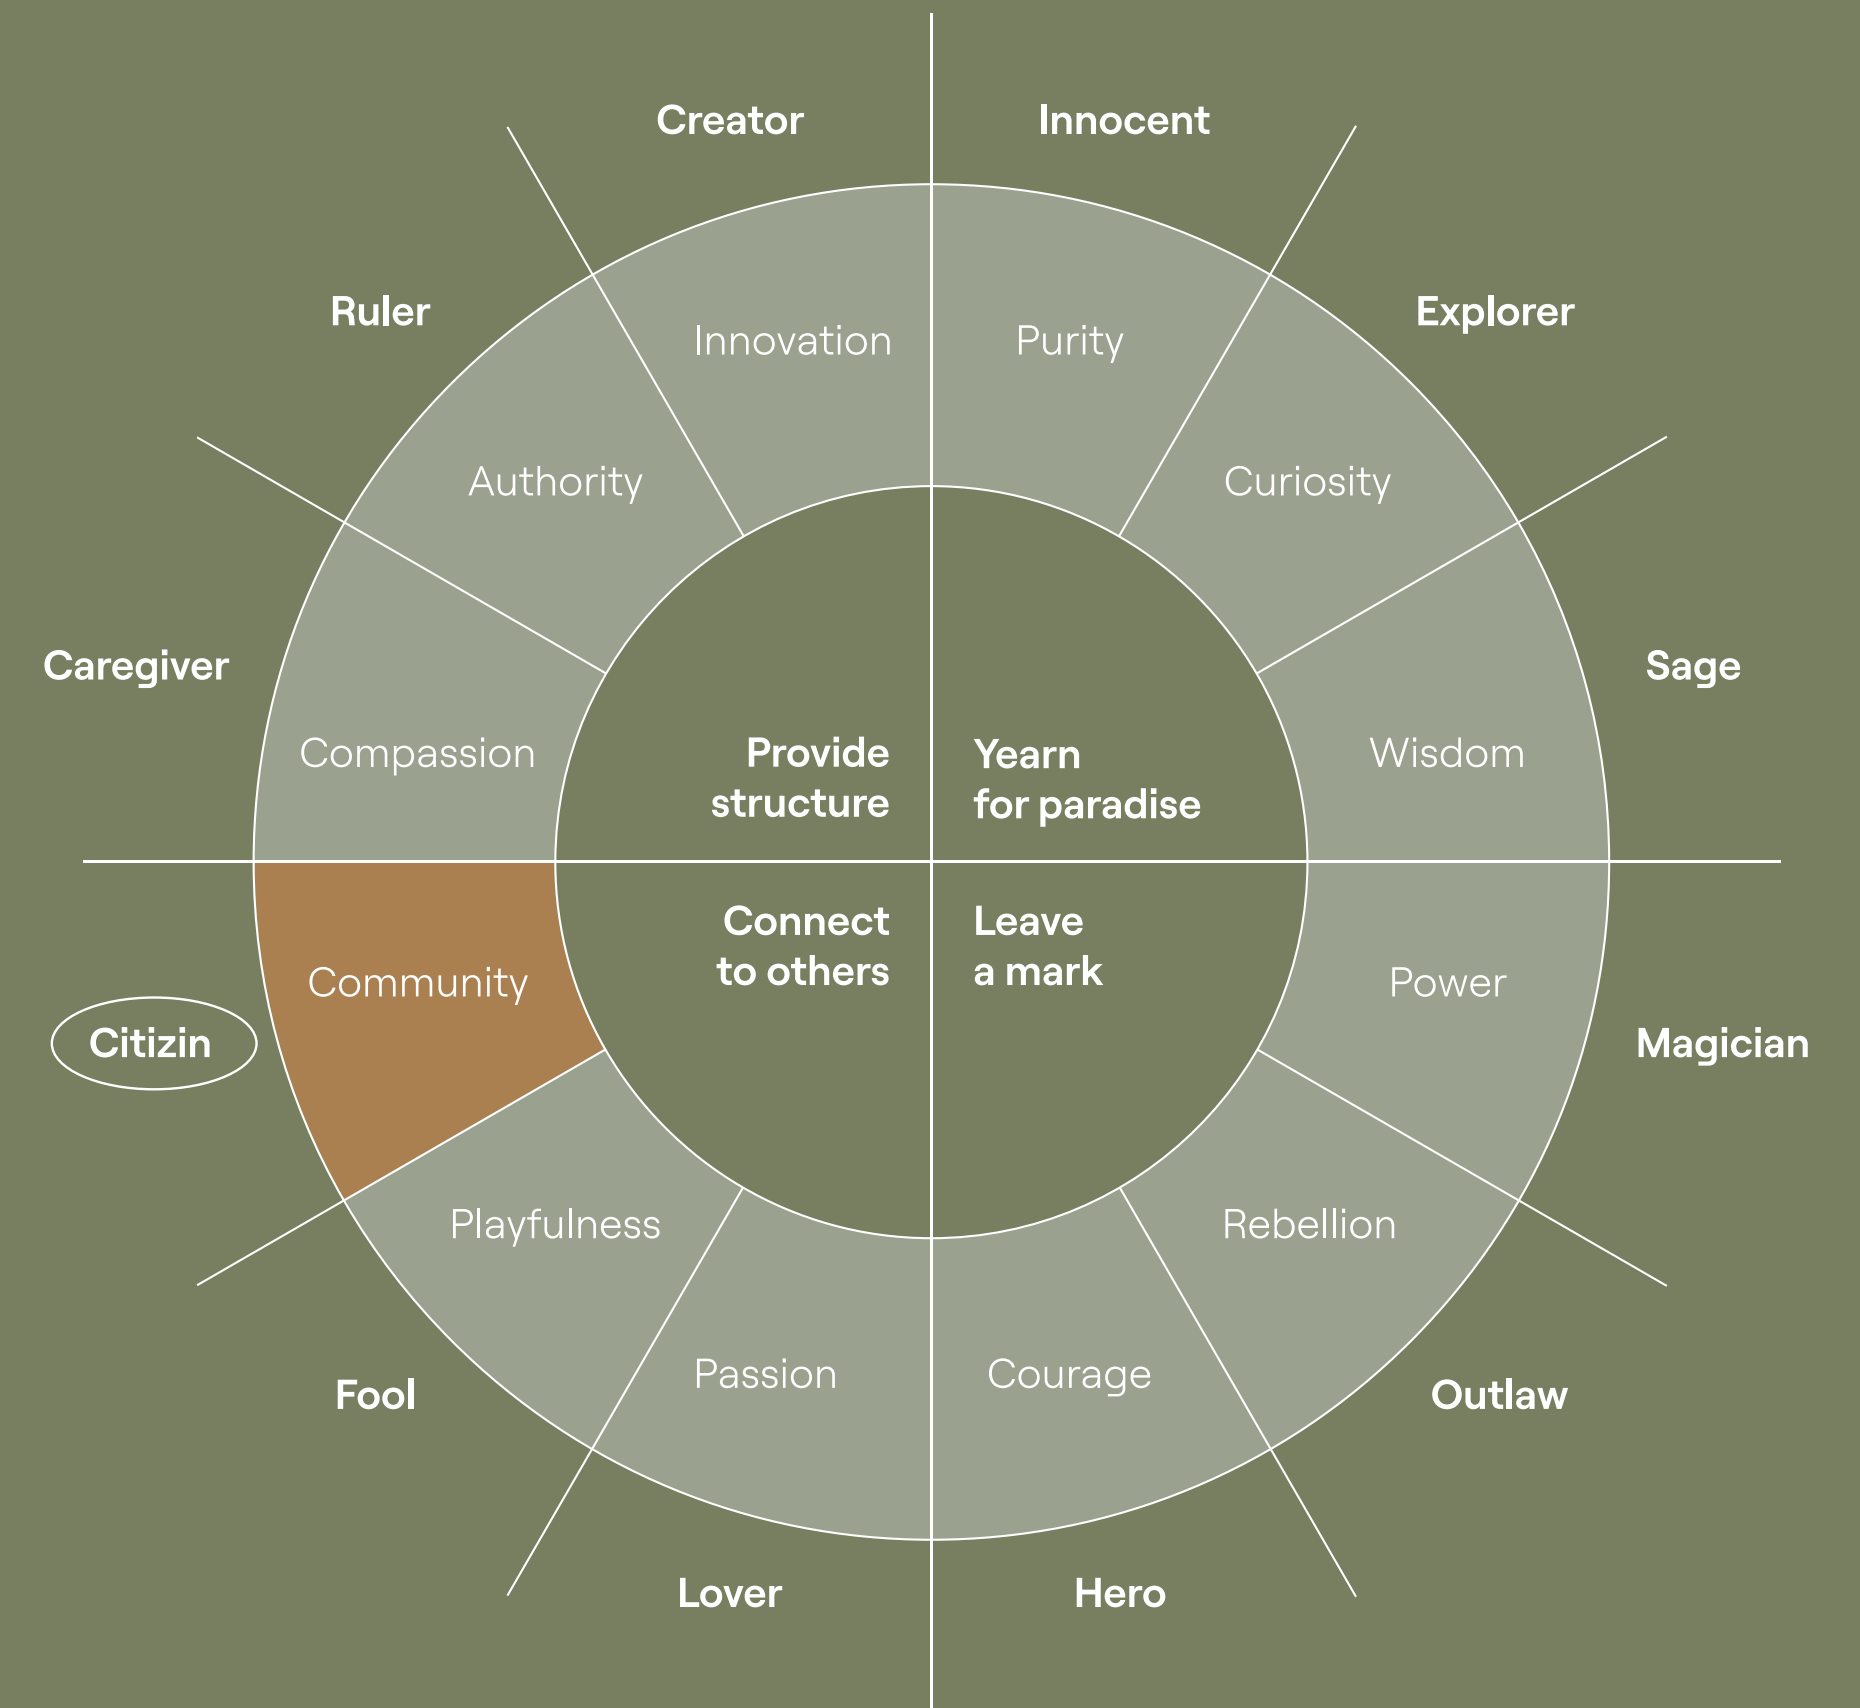 Creator
Innocent
Ruler
Explorer
Innovation
Purity
Authority
Curiosity
Caregiver
Sage
Compassion
Provide
structure
Yearn
for paradise
Wisdom
Connect
to others
Leave
a mark
Community
Power
Citizin
Magician
Playfulness
Rebellion
Passion
Courage
Fool
Outlaw
Lover
Hero